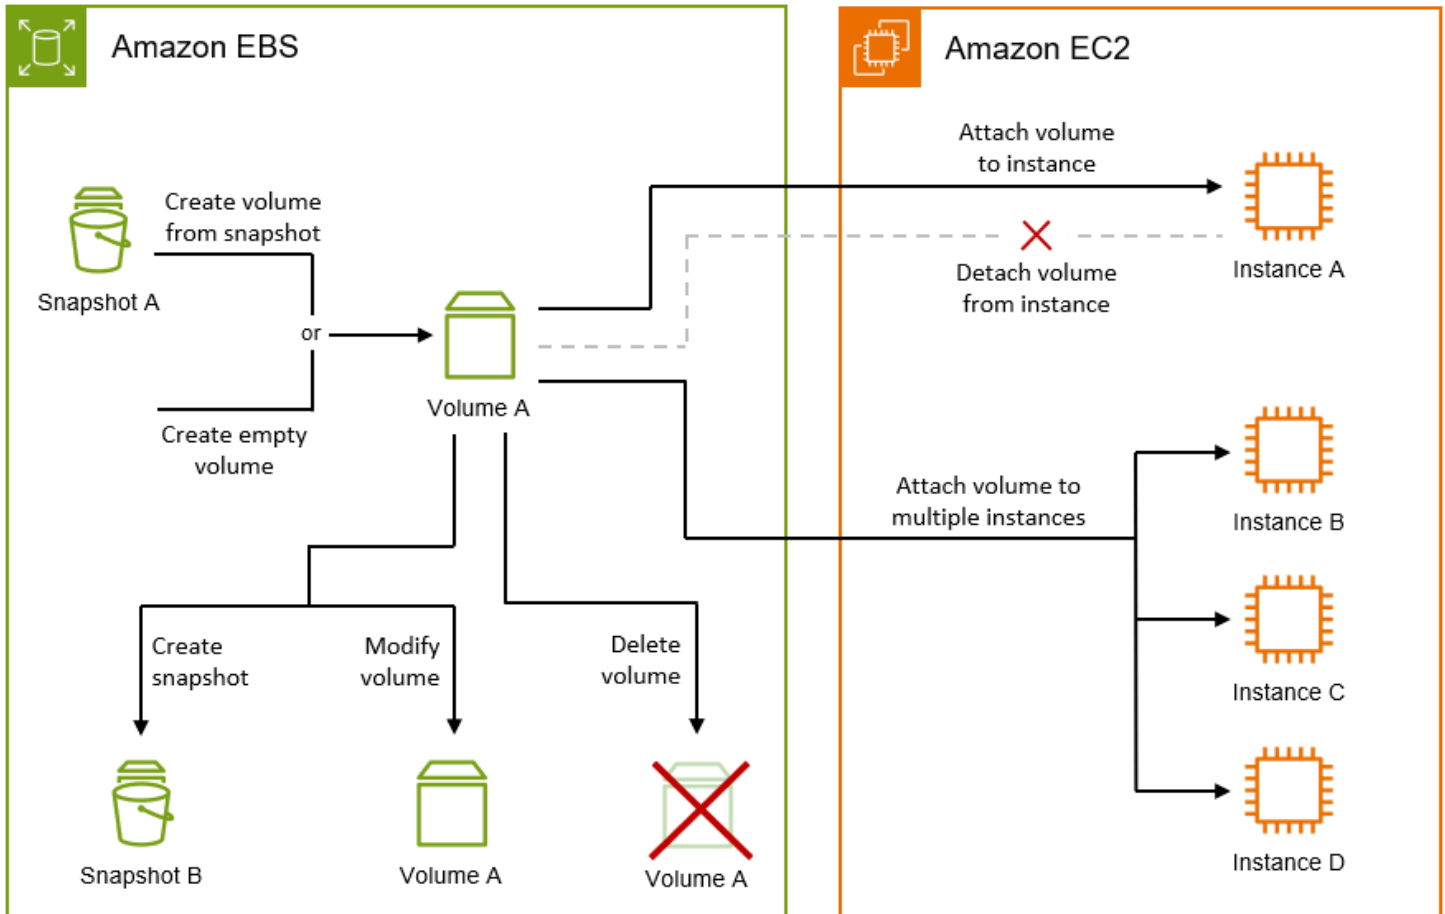 Amazon EBS
Amazon EC2
Attach volume
to instance
Create volume
from snapshot
Detach volume
from instance
Instance A
Snapshot A
or
Volume A
Create empty
volume
Attach volume to
multiple instances
Instance B
Create
snapshot
Modify
volume
Delete
volume
Instance C
Snapshot B
Volume A
Volume A
Instance D